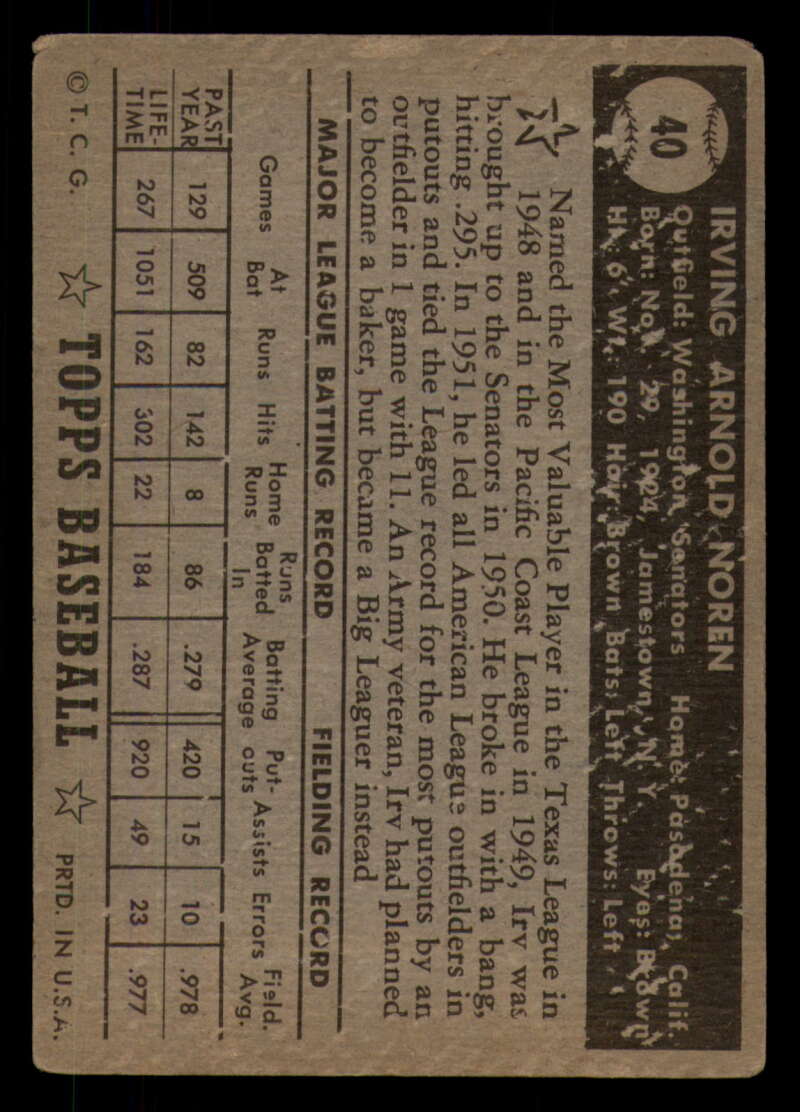 40
IRVING ARNOLD NOREN
Outfield: Washington Senators Home: Pasadena, Calif.
Born: Nov. 29, 1924, Jamestown, N. Y. Eyes: Brown
Ht.: 6' Wt.: 190 Hair: Brown Bats: Left Throws: Left
Named the Most Valuable Player in the Texas League in
1948 and in the Pacific Coast League in 1949, Irv was
brought up to the Senators in 1950. He broke in with a bang,
hitting .295. In 1951, he led all American League outfielders in
putouts and tied the League record for the most putouts by an
outfielder in 1 game with 11. An Army veteran, Irv had planned
to become a baker, but became a Big Leaguer instead
MAJOR LEAGUE BATTING RECORD FIELDING RECORD
Games At Bat Runs Hits Home Runs Runs Batted In Batting Average Put-outs Assists Errors Field. Avg.
PAST YEAR 129 509 82 142 8 86 .279 420 15 10 .978
LIFE-TIME 267 1051 162 302 22 184 .287 920 49 23 .977
© T. C. G. ☆ TOPPS BASEBALL ☆ PRTD. IN U.S.A.